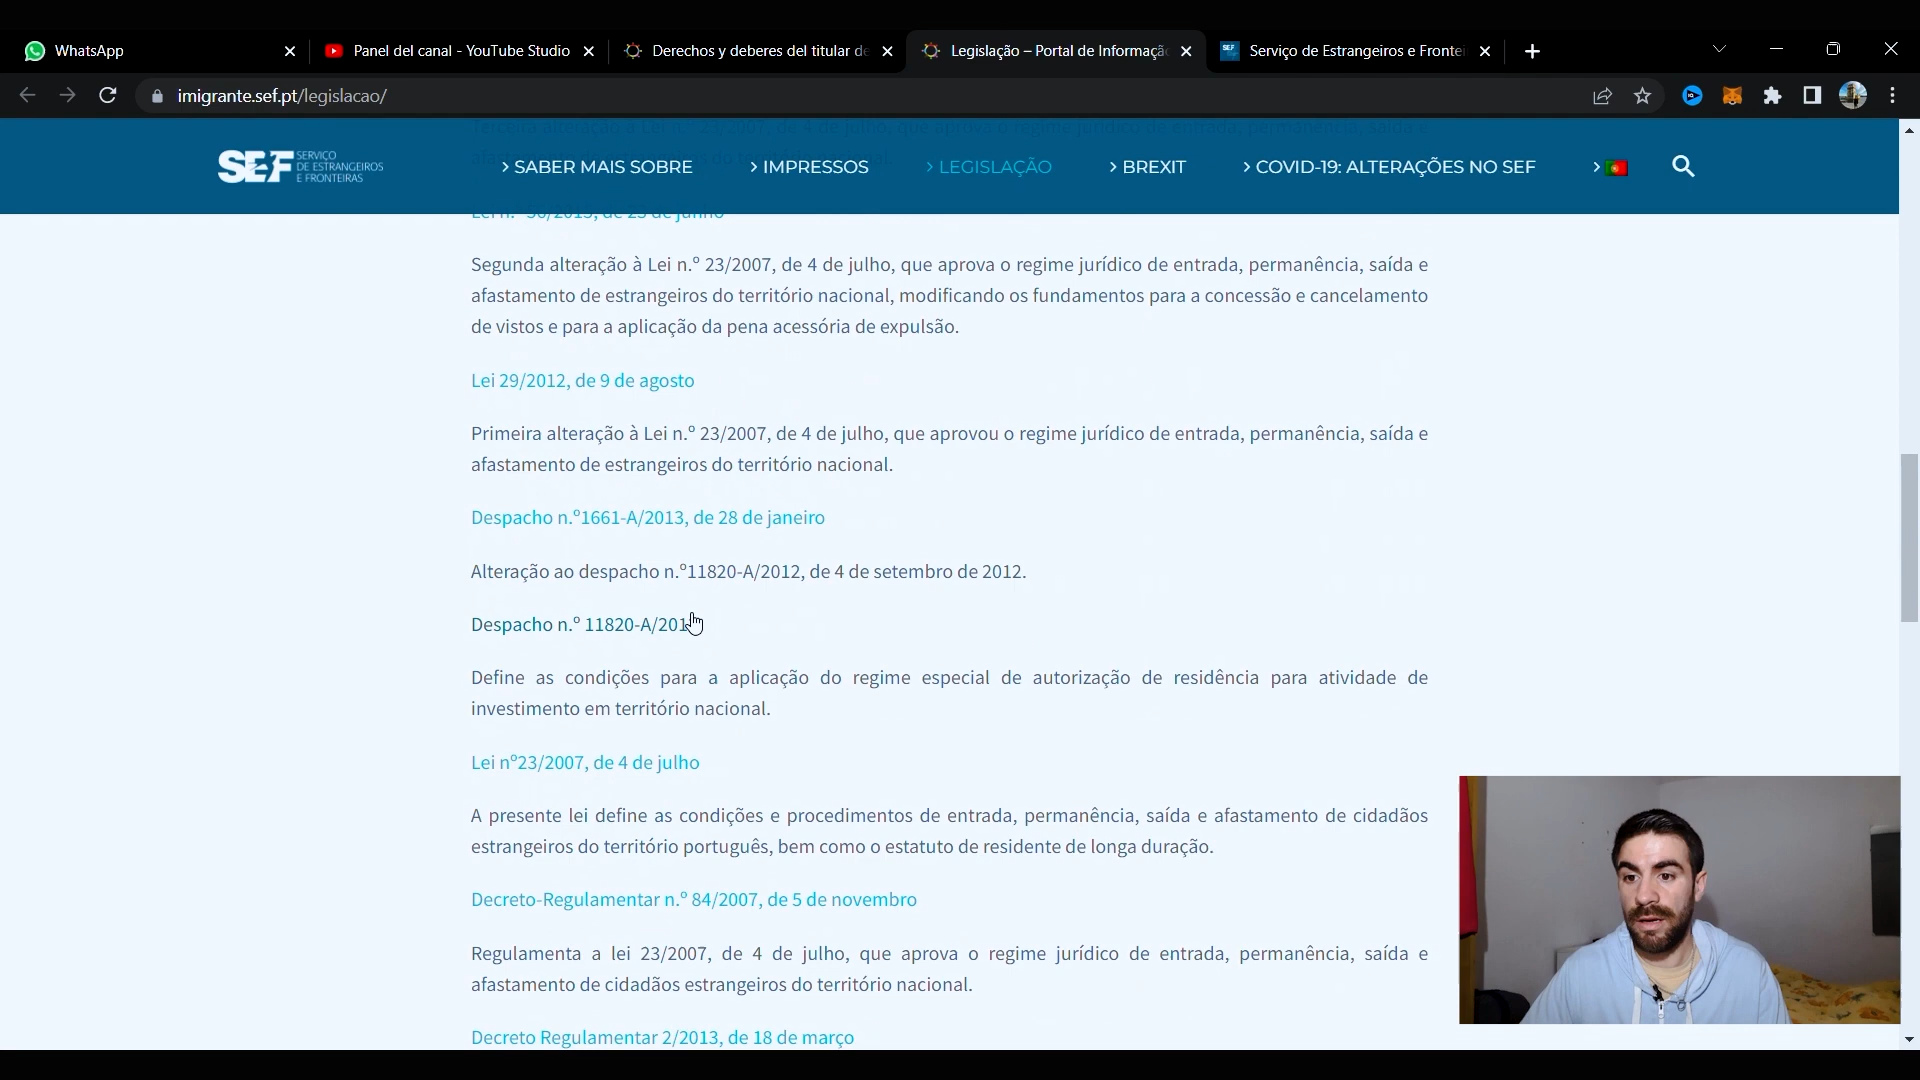 WhatsApp
Panel del canal - YouTube Studio
Derechos y deberes del titular de
Legislação – Portal de Informaçã
Serviço de Estrangeiros e Frontei
imigrante.sef.pt/legislacao/
SEF SERVIÇO
DE ESTRANGEIROS
E FRONTEIRAS
> SABER MAIS SOBRE
> IMPRESSOS
> LEGISLAÇÃO
> BREXIT
> COVID-19: ALTERAÇÕES NO SEF
>
Segunda alteração à Lei n.º 23/2007, de 4 de julho, que aprova o regime jurídico de entrada, permanência, saída e
afastamento de estrangeiros do território nacional, modificando os fundamentos para a concessão e cancelamento
de vistos e para a aplicação da pena acessória de expulsão.
Lei 29/2012, de 9 de agosto
Primeira alteração à Lei n.º 23/2007, de 4 de julho, que aprovou o regime jurídico de entrada, permanência, saída e
afastamento de estrangeiros do território nacional.
Despacho n.º1661-A/2013, de 28 de janeiro
Alteração ao despacho n.º11820-A/2012, de 4 de setembro de 2012.
Despacho n.º 11820-A/201
Define as condições para a aplicação do regime especial de autorização de residência para atividade de
investimento em território nacional.
Lei nº23/2007, de 4 de julho
A presente lei define as condições e procedimentos de entrada, permanência, saída e afastamento de cidadãos
estrangeiros do território português, bem como o estatuto de residente de longa duração.
Decreto-Regulamentar n.º 84/2007, de 5 de novembro
Regulamenta a lei 23/2007, de 4 de julho, que aprova o regime jurídico de entrada, permanência, saída e
afastamento de cidadãos estrangeiros do território nacional.
Decreto Regulamentar 2/2013, de 18 de março